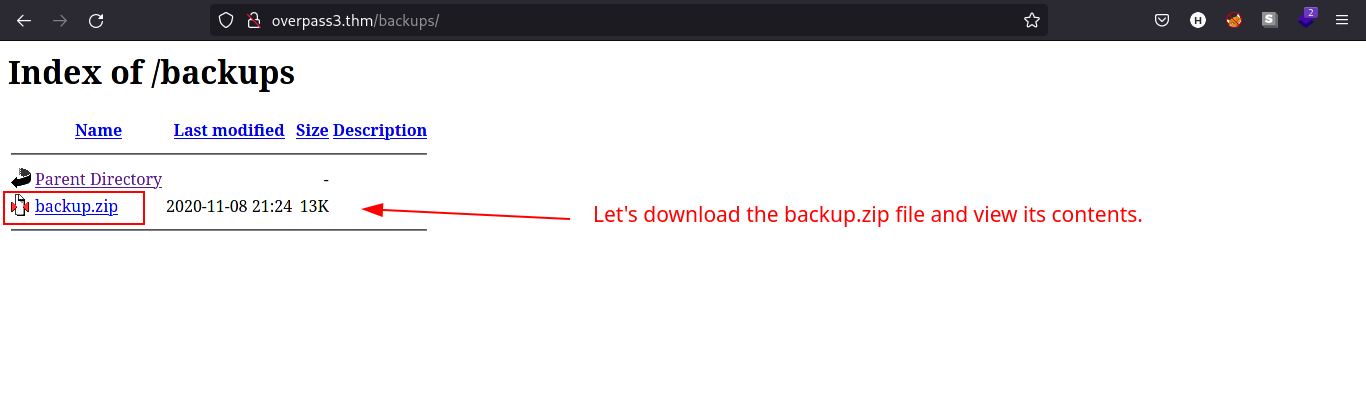 overpass3.thm/backups/
H
S
2
Index of /backups
Name Last modified Size Description
Parent Directory -
backup.zip 2020-11-08 21:24 13K
Let's download the backup.zip file and view its contents.